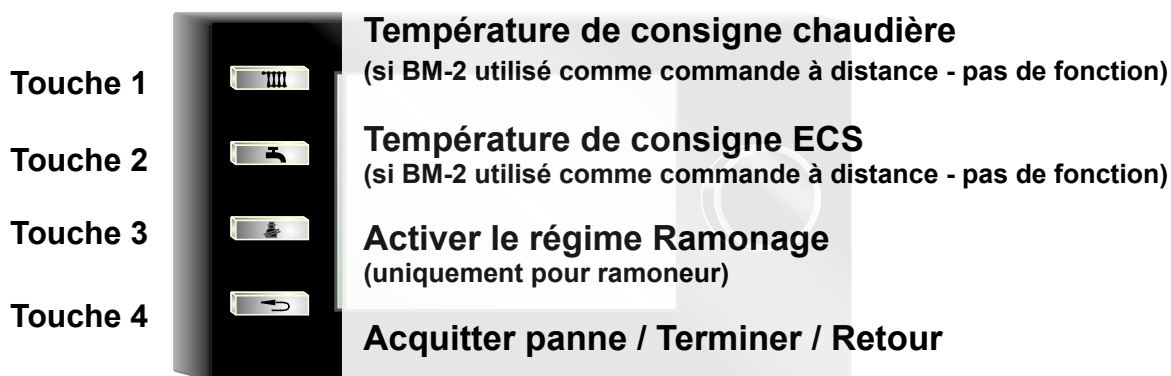 Température de consigne chaudière
Touche 1
(si BM-2 utilisé comme commande à distance - pas de fonction)
Température de consigne ECS
Touche 2
(si BM-2 utilisé comme commande à distance - pas de fonction)
Touche 3
Activer le régime Ramonage
(uniquement pour ramoneur)
Touche 4
Acquitter panne / Terminer / Retour